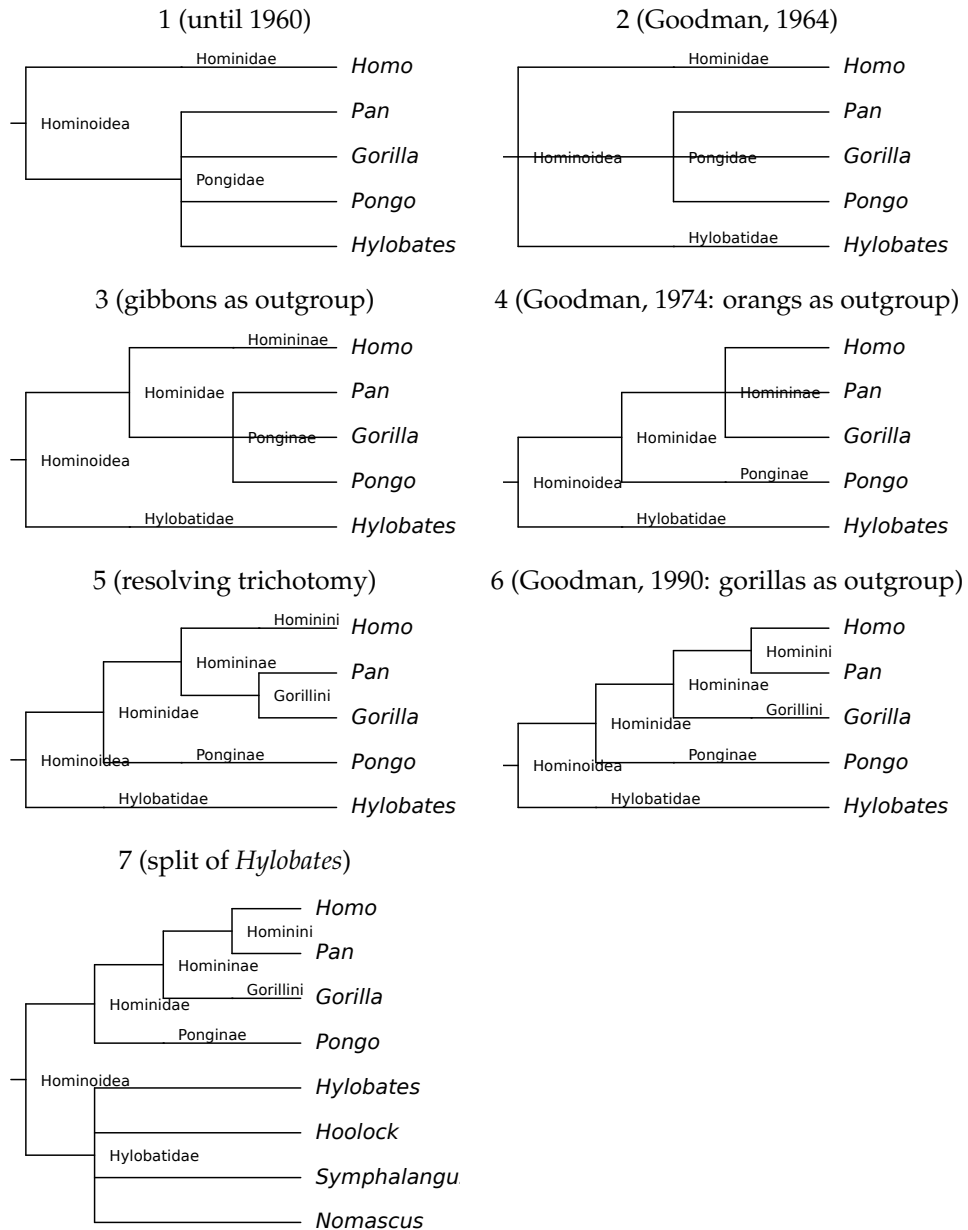 1 (until 1960)
Hominidae
Homo
Pan
Hominoidea
Gorilla
Pongidae
Pongo
Hylobates
2 (Goodman, 1964)
Hominidae
Homo
Pan
Hominoidea
Pongidae
Gorilla
Pongo
Hylobatidae
Hylobates
3 (gibbons as outgroup)
Homininae
Homo
Hominidae
Pan
Ponginae
Gorilla
Hominoidea
Pongo
Hylobatidae
Hylobates
4 (Goodman, 1974: orangs as outgroup)
Homo
Homininae
Pan
Hominidae
Gorilla
Hominoidea
Ponginae
Pongo
Hylobatidae
Hylobates
5 (resolving trichotomy)
Hominini
Homo
Homininae
Pan
Gorillini
Hominidae
Gorilla
Hominoidea
Ponginae
Pongo
Hylobatidae
Hylobates
6 (Goodman, 1990: gorillas as outgroup)
Homo
Hominini
Pan
Homininae
Gorillini
Gorilla
Hominidae
Ponginae
Pongo
Hominoidea
Hylobatidae
Hylobates
7 (split of Hylobates)
Homo
Hominini
Pan
Homininae
Gorillini
Gorilla
Hominidae
Ponginae
Pongo
Hominoidea
Hylobates
Hoolock
Hylobatidae
Symphalangu
Nomascus